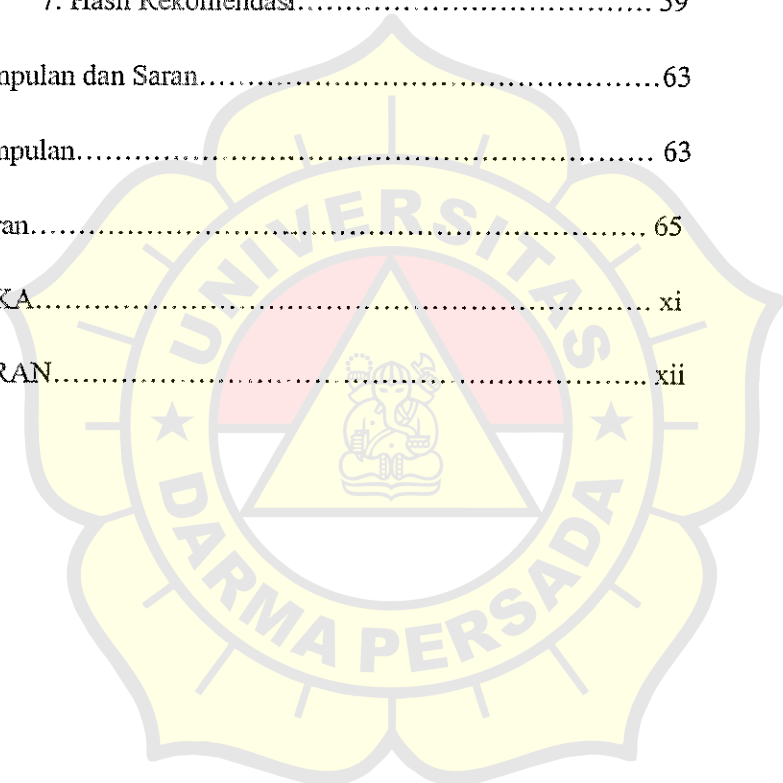 7. Hasil Rekomendasi........................................ 59
mpulan dan Saran........................................63
mpulan........................................ 63
ran........................................ 65
KA........................................ xi
RAN........................................ xii
UNIVERSITAS
DARMA PERSADA